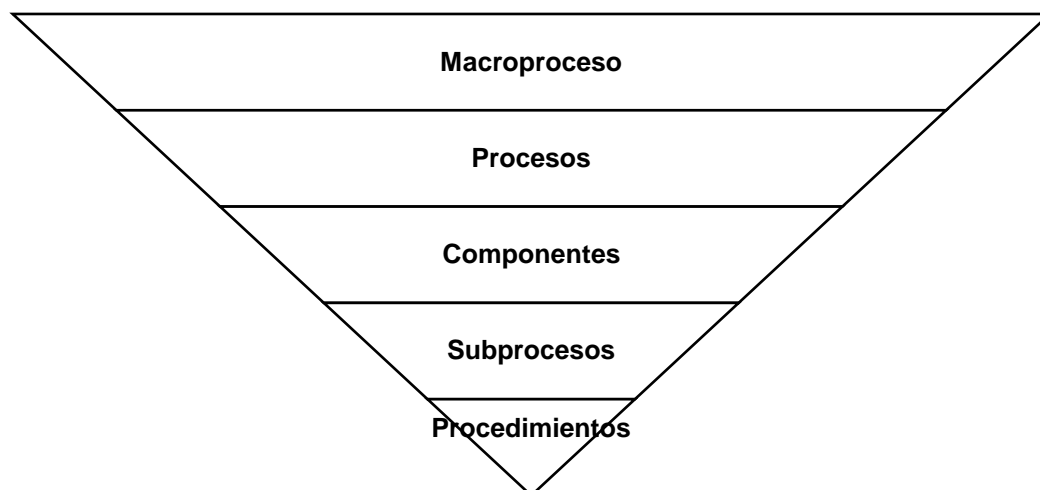 Macroproceso
Procesos
Componentes
Subprocesos
Procedimientos